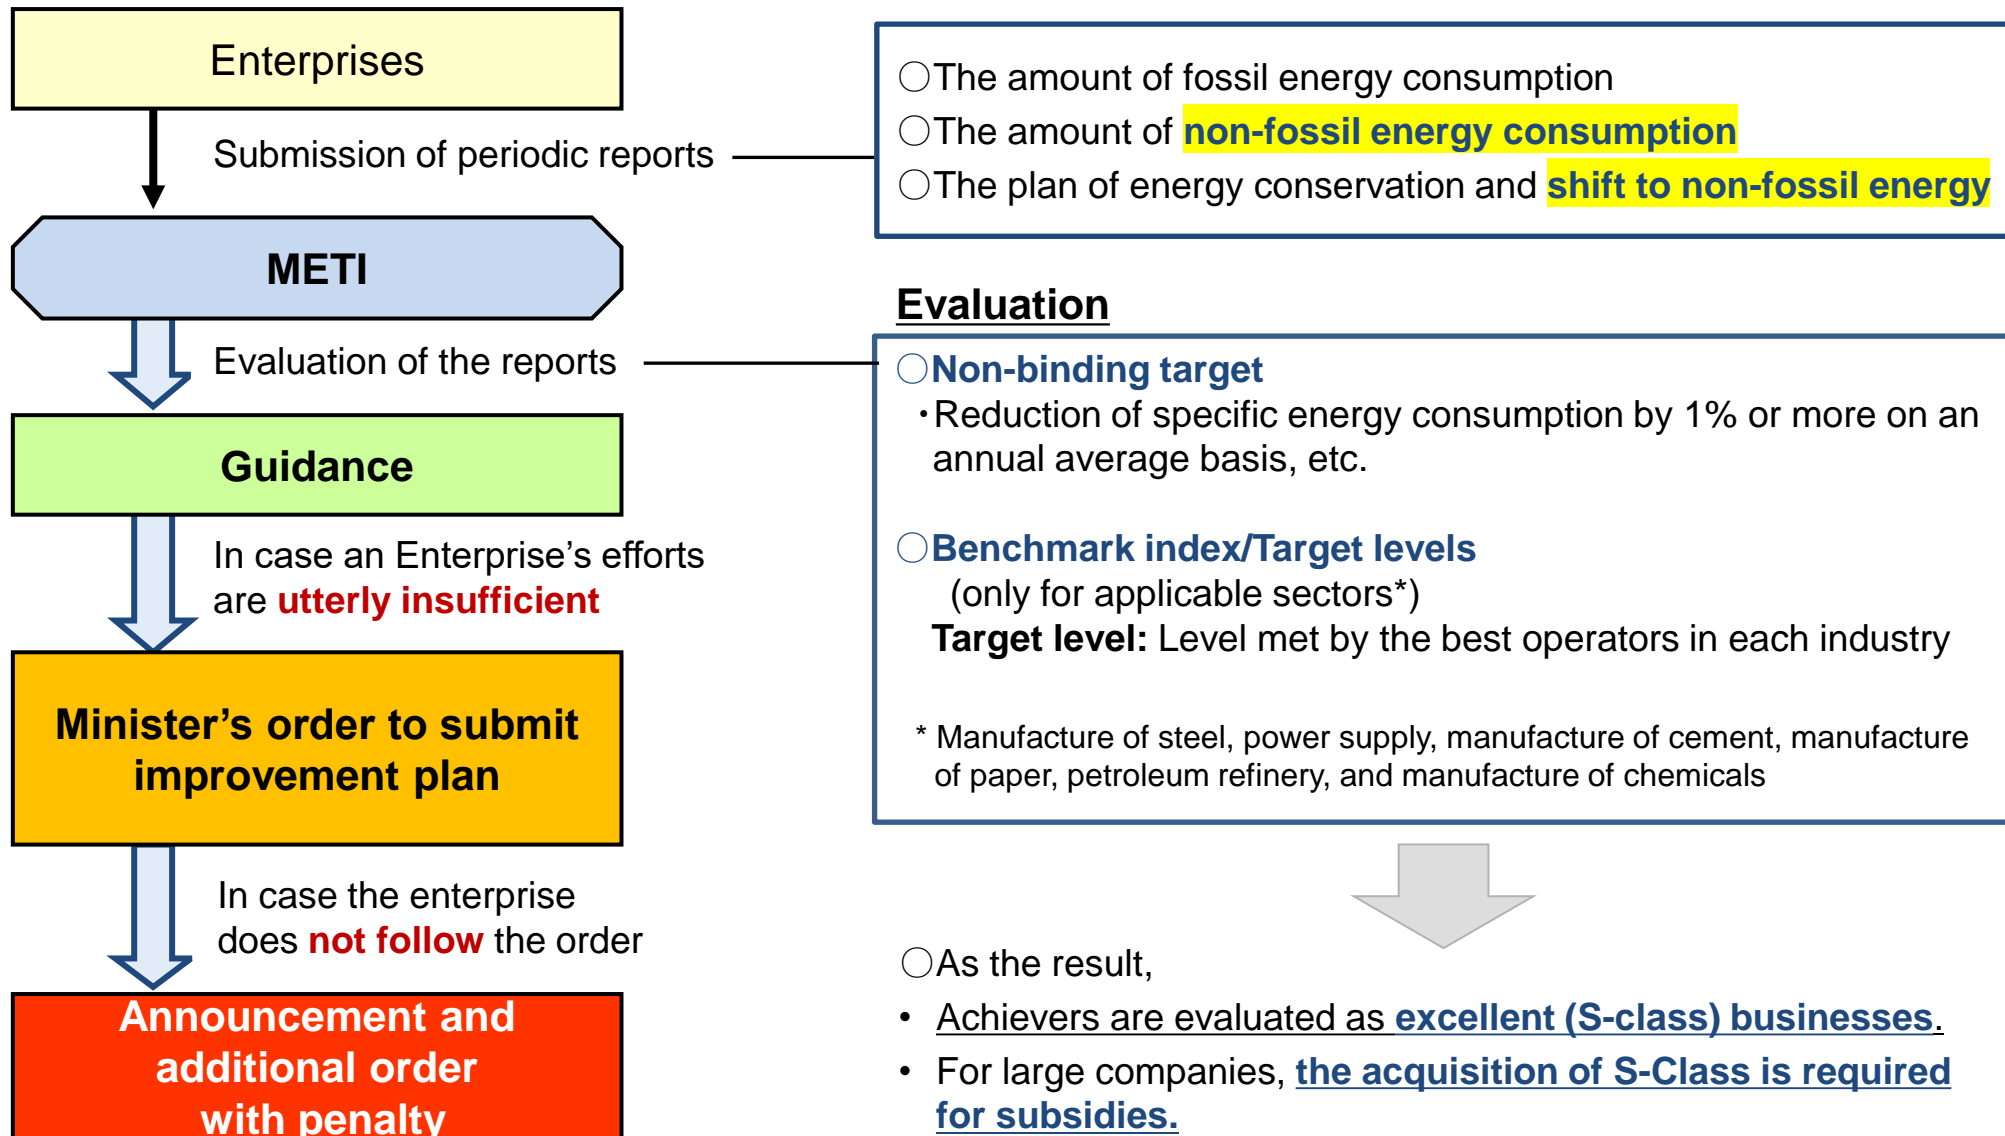 Enterprises
Submission of periodic reports
METI
Evaluation of the reports
Guidance
In case an Enterprise’s efforts
are utterly insufficient
Minister’s order to submit
improvement plan
In case the enterprise
does not follow the order
Announcement and
additional order
with penalty
○The amount of fossil energy consumption
○The amount of non-fossil energy consumption
○The plan of energy conservation and shift to non-fossil energy
Evaluation
○Non-binding target
・Reduction of specific energy consumption by 1% or more on an
annual average basis, etc.
○Benchmark index/Target levels
(only for applicable sectors*)
Target level: Level met by the best operators in each industry
* Manufacture of steel, power supply, manufacture of cement, manufacture
of paper, petroleum refinery, and manufacture of chemicals
○As the result,
• Achievers are evaluated as excellent (S-class) businesses.
• For large companies, the acquisition of S-Class is required
for subsidies.